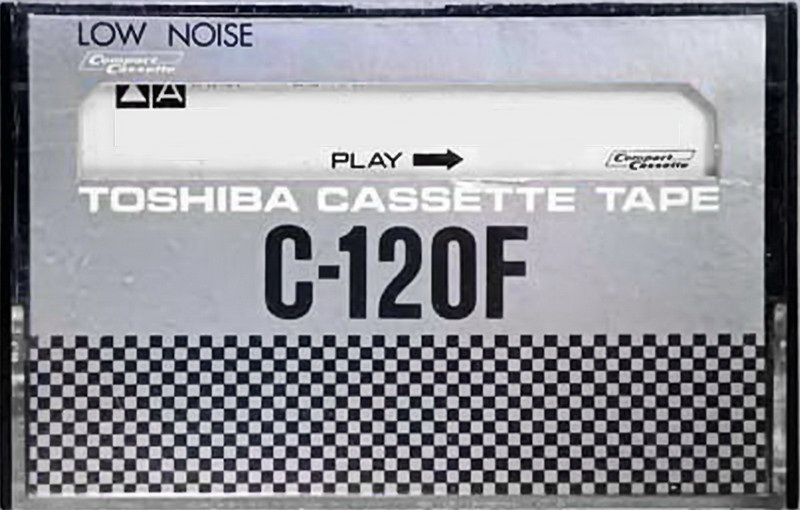 LOW NOISE
Compact
Cassette
A
PLAY
Compact
Cassette
TOSHIBA CASSETTE TAPE
C-120F